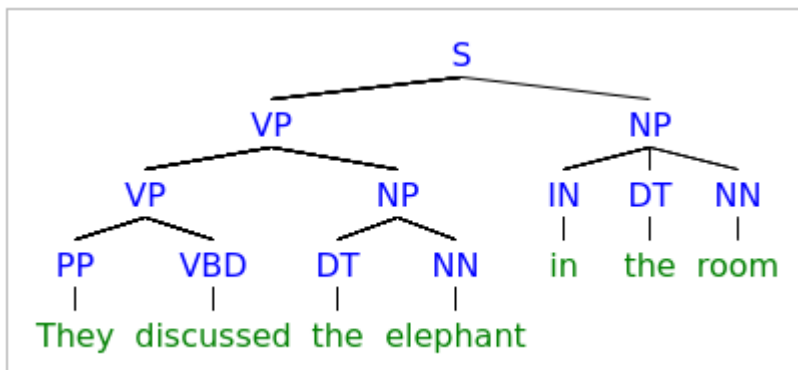 S
VP NP
VP NP IN DT NN
PP VBD DT NN in the room
They discussed the elephant